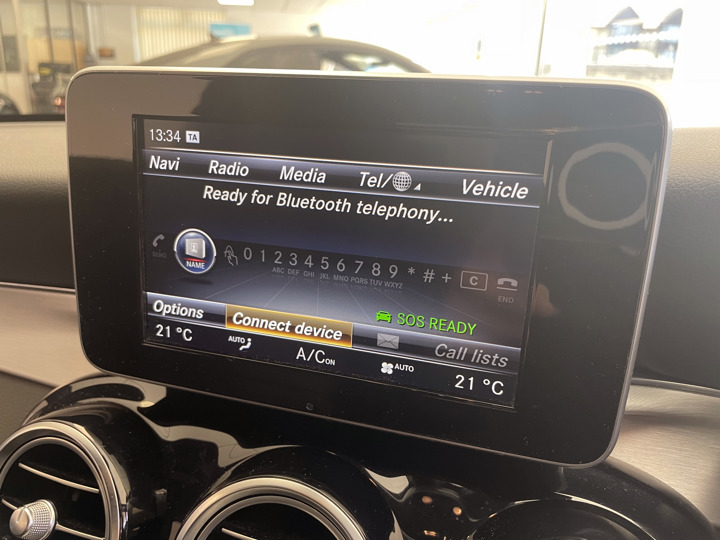 13:34 TA
Navi Radio Media Tel/ Vehicle
Ready for Bluetooth telephony...
SEND NAME 0 1 2 3 4 5 6 7 8 9 * # + C END
ABC DEF GHI JKL MNO PQRS TUV WXYZ
SOS READY
Options Connect device Call lists
21 °C AUTO A/C ON AUTO 21 °C